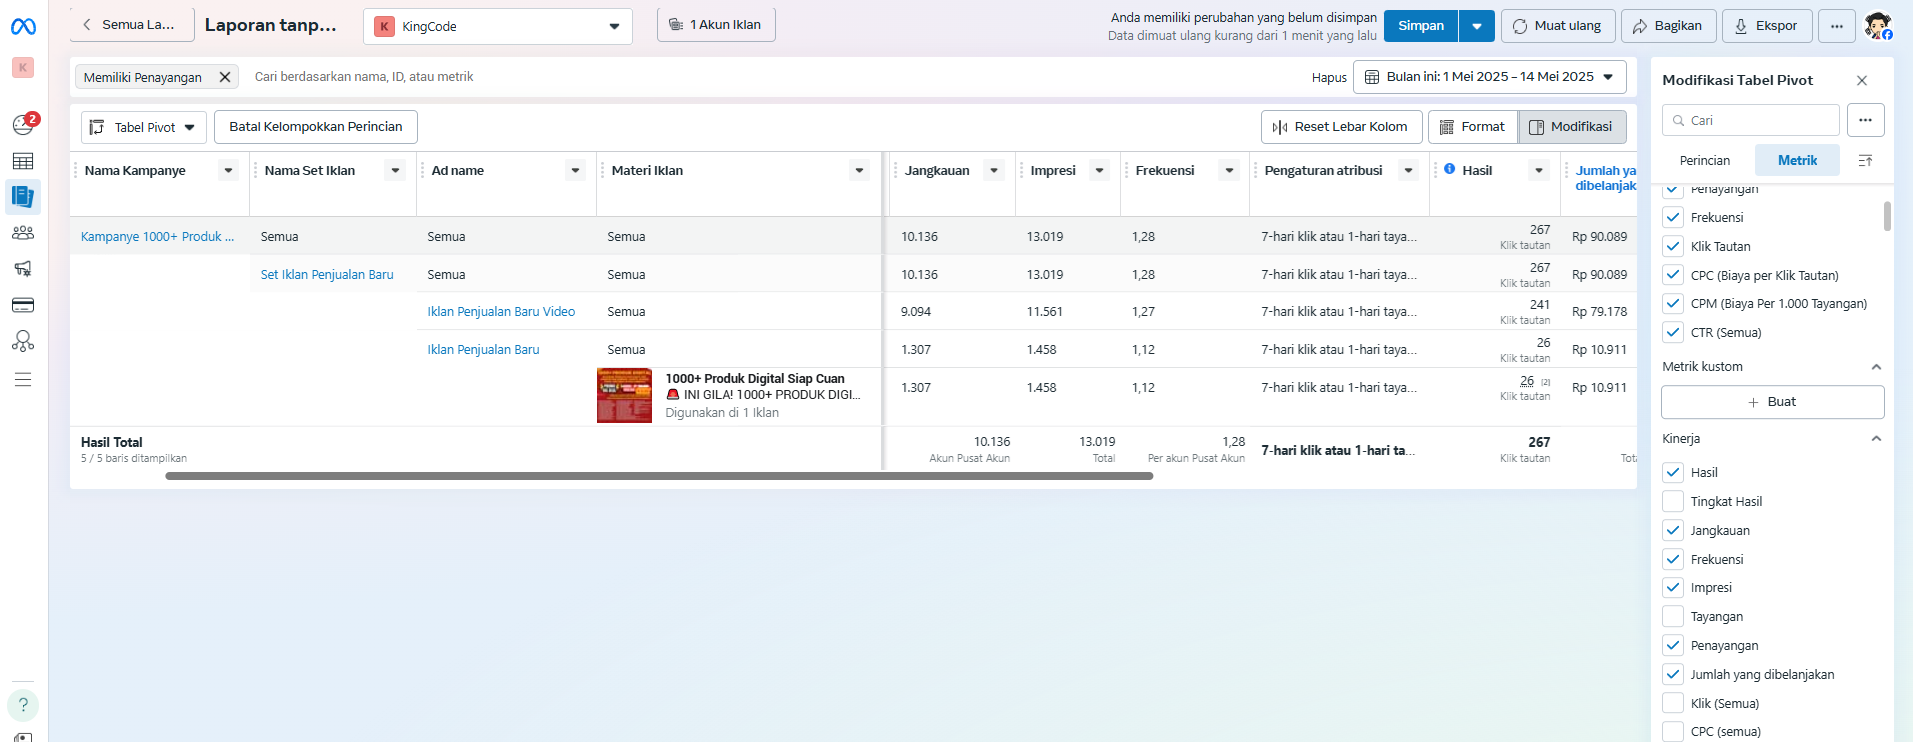 Semua La...
Laporan tanp...
K
KingCode
1 Akun Iklan
Anda memiliki perubahan yang belum disimpan
Data dimuat ulang kurang dari 1 menit yang lalu
Simpan
Muat ulang
Bagikan
Ekspor
K
2
Memiliki Penayangan
Cari berdasarkan nama, ID, atau metrik
Hapus
Bulan ini: 1 Mei 2025 – 14 Mei 2025
Tabel Pivot
Batal Kelompokkan Perincian
Reset Lebar Kolom
Format
Modifikasi
Nama Kampanye Nama Set Iklan Ad name Materi Iklan Jangkauan Impresi Frekuensi Pengaturan atribusi Hasil Jumlah ya
dibelanjak
Kampanye 1000+ Produk ... Semua Semua Semua 10.136 13.019 1,28 7-hari klik atau 1-hari taya... 267 Rp 90.089
Klik tautan
Set Iklan Penjualan Baru Semua Semua 10.136 13.019 1,28 7-hari klik atau 1-hari taya... 267 Rp 90.089
Klik tautan
Iklan Penjualan Baru Video Semua 9.094 11.561 1,27 7-hari klik atau 1-hari taya... 241 Rp 79.178
Klik tautan
Iklan Penjualan Baru Semua 1.307 1.458 1,12 7-hari klik atau 1-hari taya... 26 Rp 10.911
Klik tautan
1000+ Produk Digital Siap Cuan
🚨 INI GILA! 1000+ PRODUK DIGI...
Digunakan di 1 Iklan
1.307 1.458 1,12 7-hari klik atau 1-hari taya... 26 [2] Rp 10.911
Klik tautan
Hasil Total 10.136 13.019 1,28 7-hari klik atau 1-hari ta... 267
5 / 5 baris ditampilkan Akun Pusat Akun Total Per akun Pusat Akun Klik tautan Tota
Modifikasi Tabel Pivot
Cari
Perincian
Metrik
Penayangan
Frekuensi
Klik Tautan
CPC (Biaya per Klik Tautan)
CPM (Biaya Per 1.000 Tayangan)
CTR (Semua)
Metrik kustom
+ Buat
Kinerja
Hasil
Tingkat Hasil
Jangkauan
Frekuensi
Impresi
Tayangan
Penayangan
Jumlah yang dibelanjakan
Klik (Semua)
CPC (semua)
?